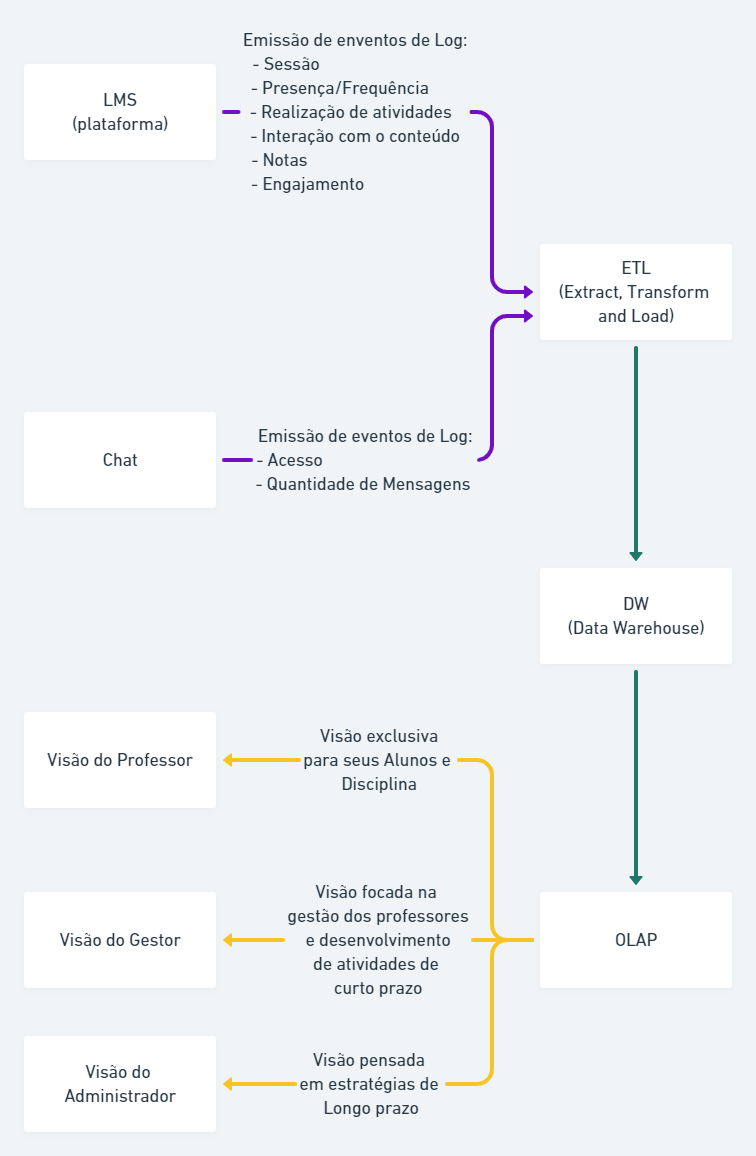 Emissão de enventos de Log:
- Sessão
- Presença/Frequência
- Realização de atividades
- Interação com o conteúdo
- Notas
- Engajamento
LMS
(plataforma)
ETL
(Extract, Transform
and Load)
Chat
Emissão de eventos de Log:
- Acesso
- Quantidade de Mensagens
DW
(Data Warehouse)
Visão do Professor
Visão exclusiva
para seus Alunos e
Disciplina
Visão do Gestor
Visão focada na
gestão dos professores
e desenvolvimento
de atividades de
curto prazo
OLAP
Visão do
Administrador
Visão pensada
em estratégias de
Longo prazo